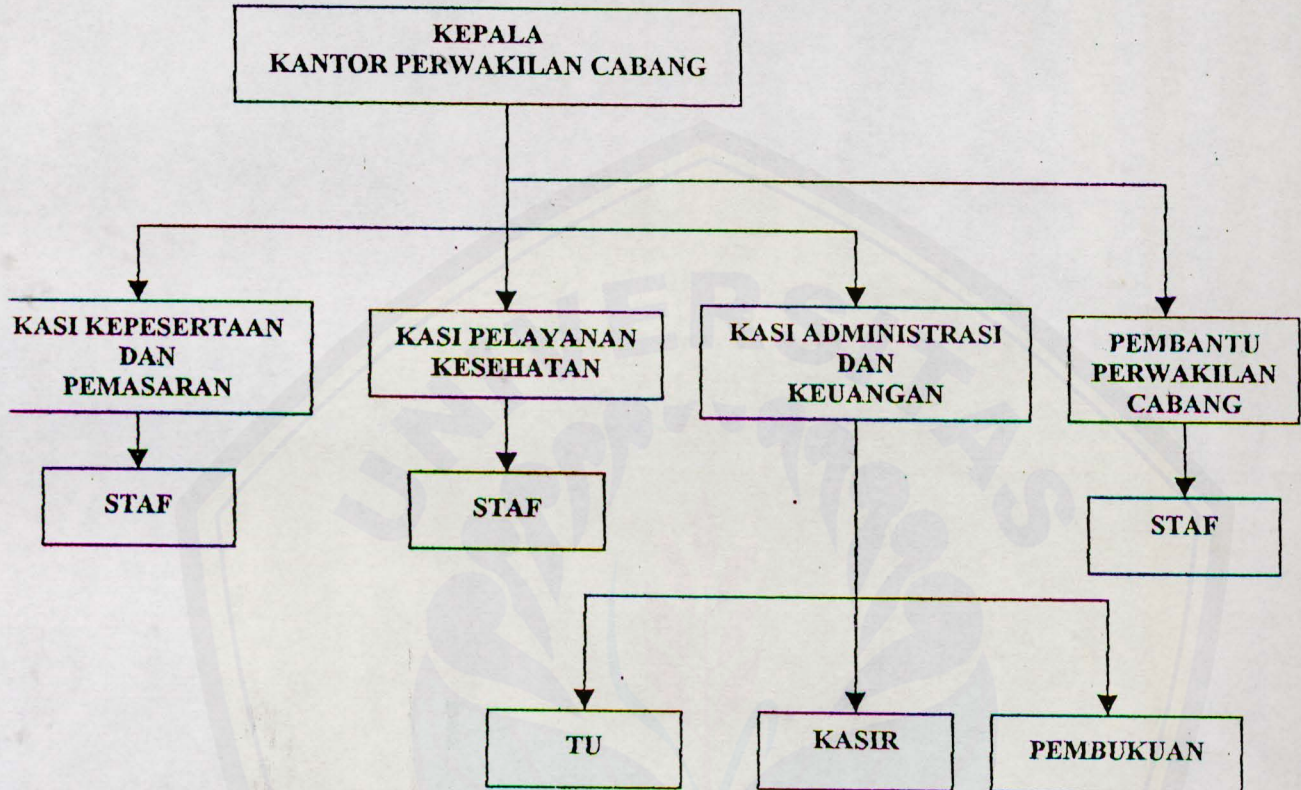 KEPALA
KANTOR PERWAKILAN CABANG
KASI KEPESERTAAN
DAN
PEMASARAN
KASI PELAYANAN
KESEHATAN
KASI ADMINISTRASI
DAN
KEUANGAN
PEMBANTU
PERWAKILAN
CABANG
STAF
STAF
STAF
TU
KASIR
PEMBUKUAN
UNIVERSITAS